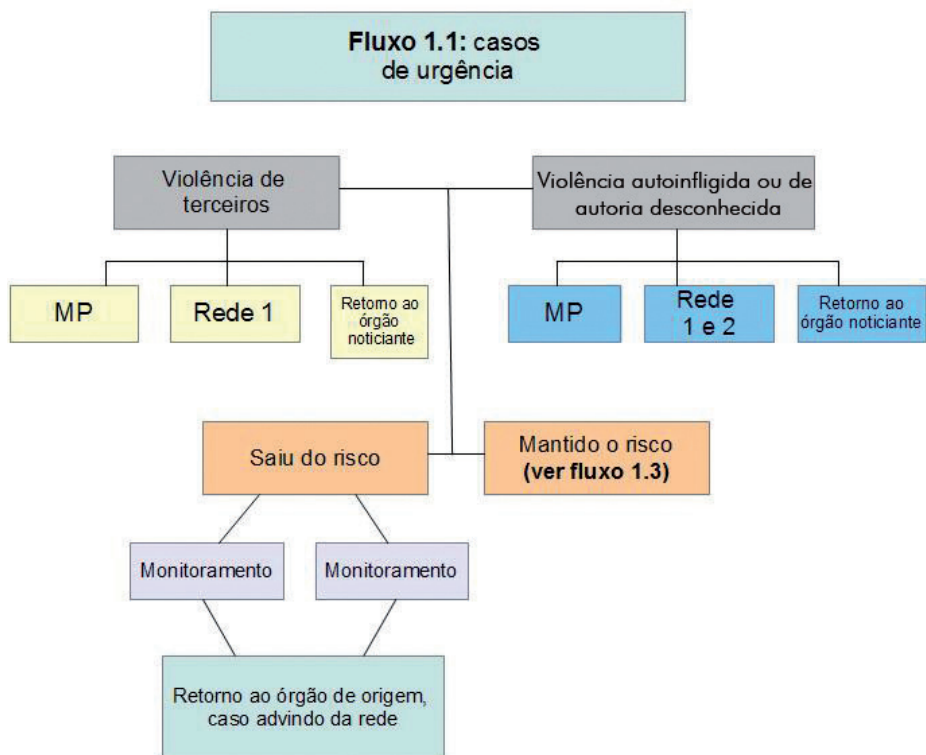 Fluxo 1.1: casos
de urgência
Violência de
terceiros
Violência autoinfligida ou de
autoria desconhecida
MP
Rede 1
Retorno ao
órgão
noticiante
MP
Rede
1 e 2
Retorno ao
órgão noticiante
Saiu do risco
Mantido o risco
(ver fluxo 1.3)
Monitoramento
Monitoramento
Retorno ao órgão de origem,
caso advindo da rede